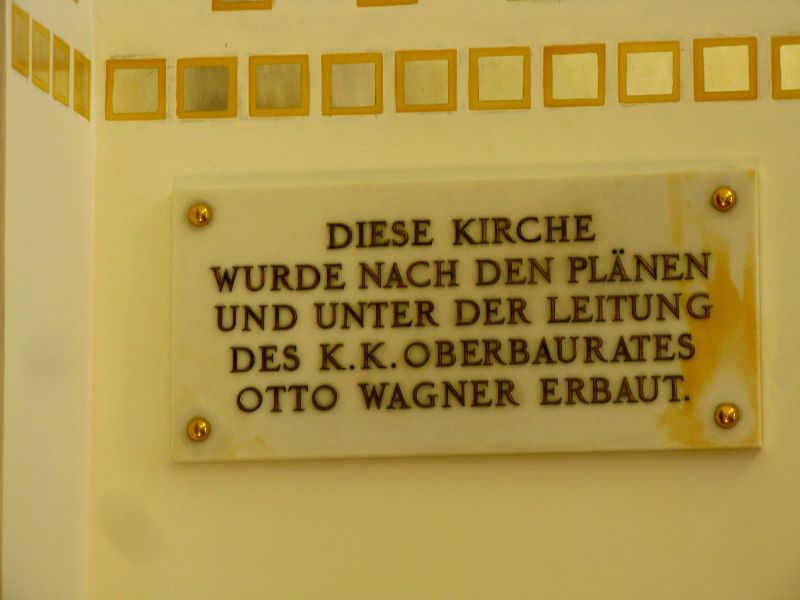 DIESE KIRCHE
WURDE NACH DEN PLÄNEN
UND UNTER DER LEITUNG
DES K.K. OBERBAURATES
OTTO WAGNER ERBAUT.